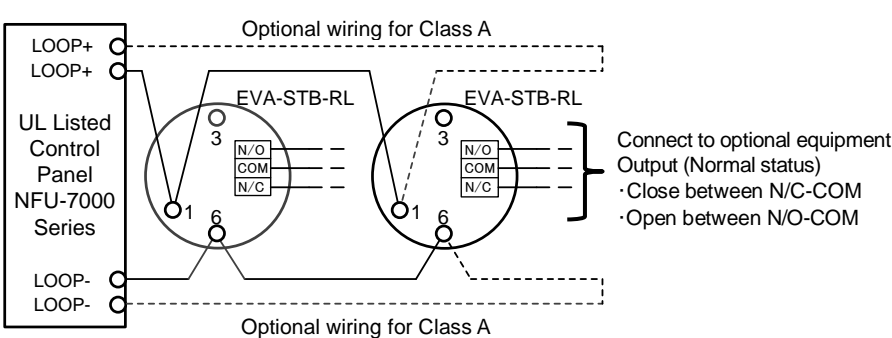 Optional wiring for Class A
LOOP+
LOOP+
UL Listed
Control
Panel
NFU-7000
Series
LOOP-
LOOP-
EVA-STB-RL
3
N/O
COM
N/C
1
6
EVA-STB-RL
3
N/O
COM
N/C
1
6
Connect to optional equipment
Output (Normal status)
･Close between N/C-COM
･Open between N/O-COM
Optional wiring for Class A